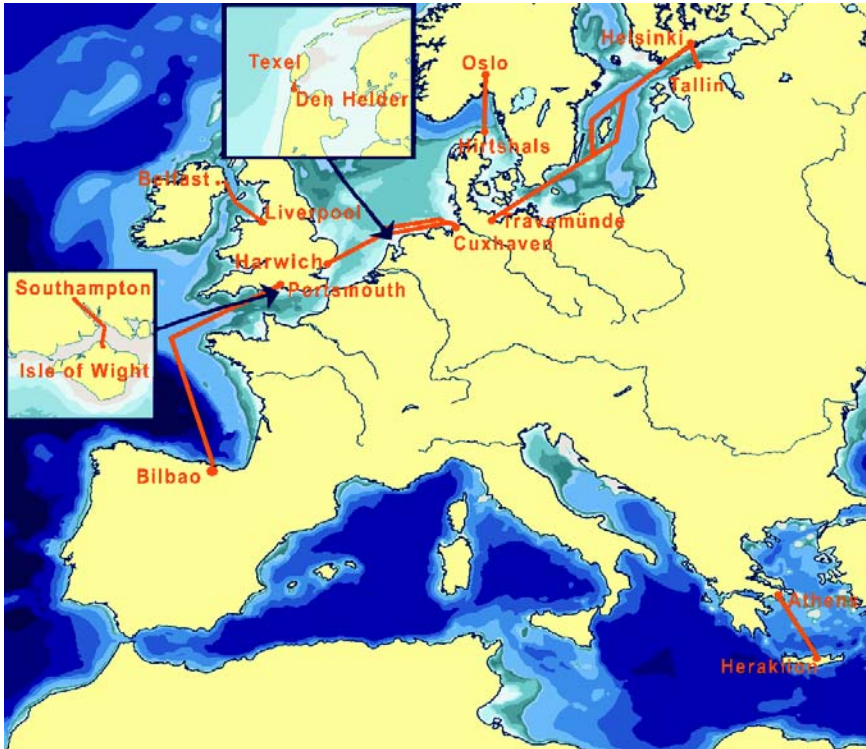 Helsinki
Texel
Oslo
Tallin
Den Helder
Hirtshals
Belfast
Liverpool
Travemünde
Cuxhaven
Harwich
Portsmouth
Southampton
Isle of Wight
Bilbao
Athens
Heraklion